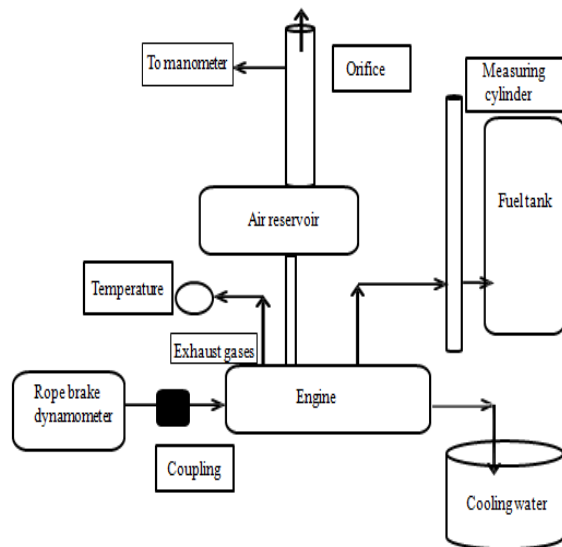 To manometer
Orifice
Measuring
cylinder
Fuel tank
Air reservoir
Temperature
Exhaust gases
Rope brake
dynamometer
Engine
Coupling
Cooling water